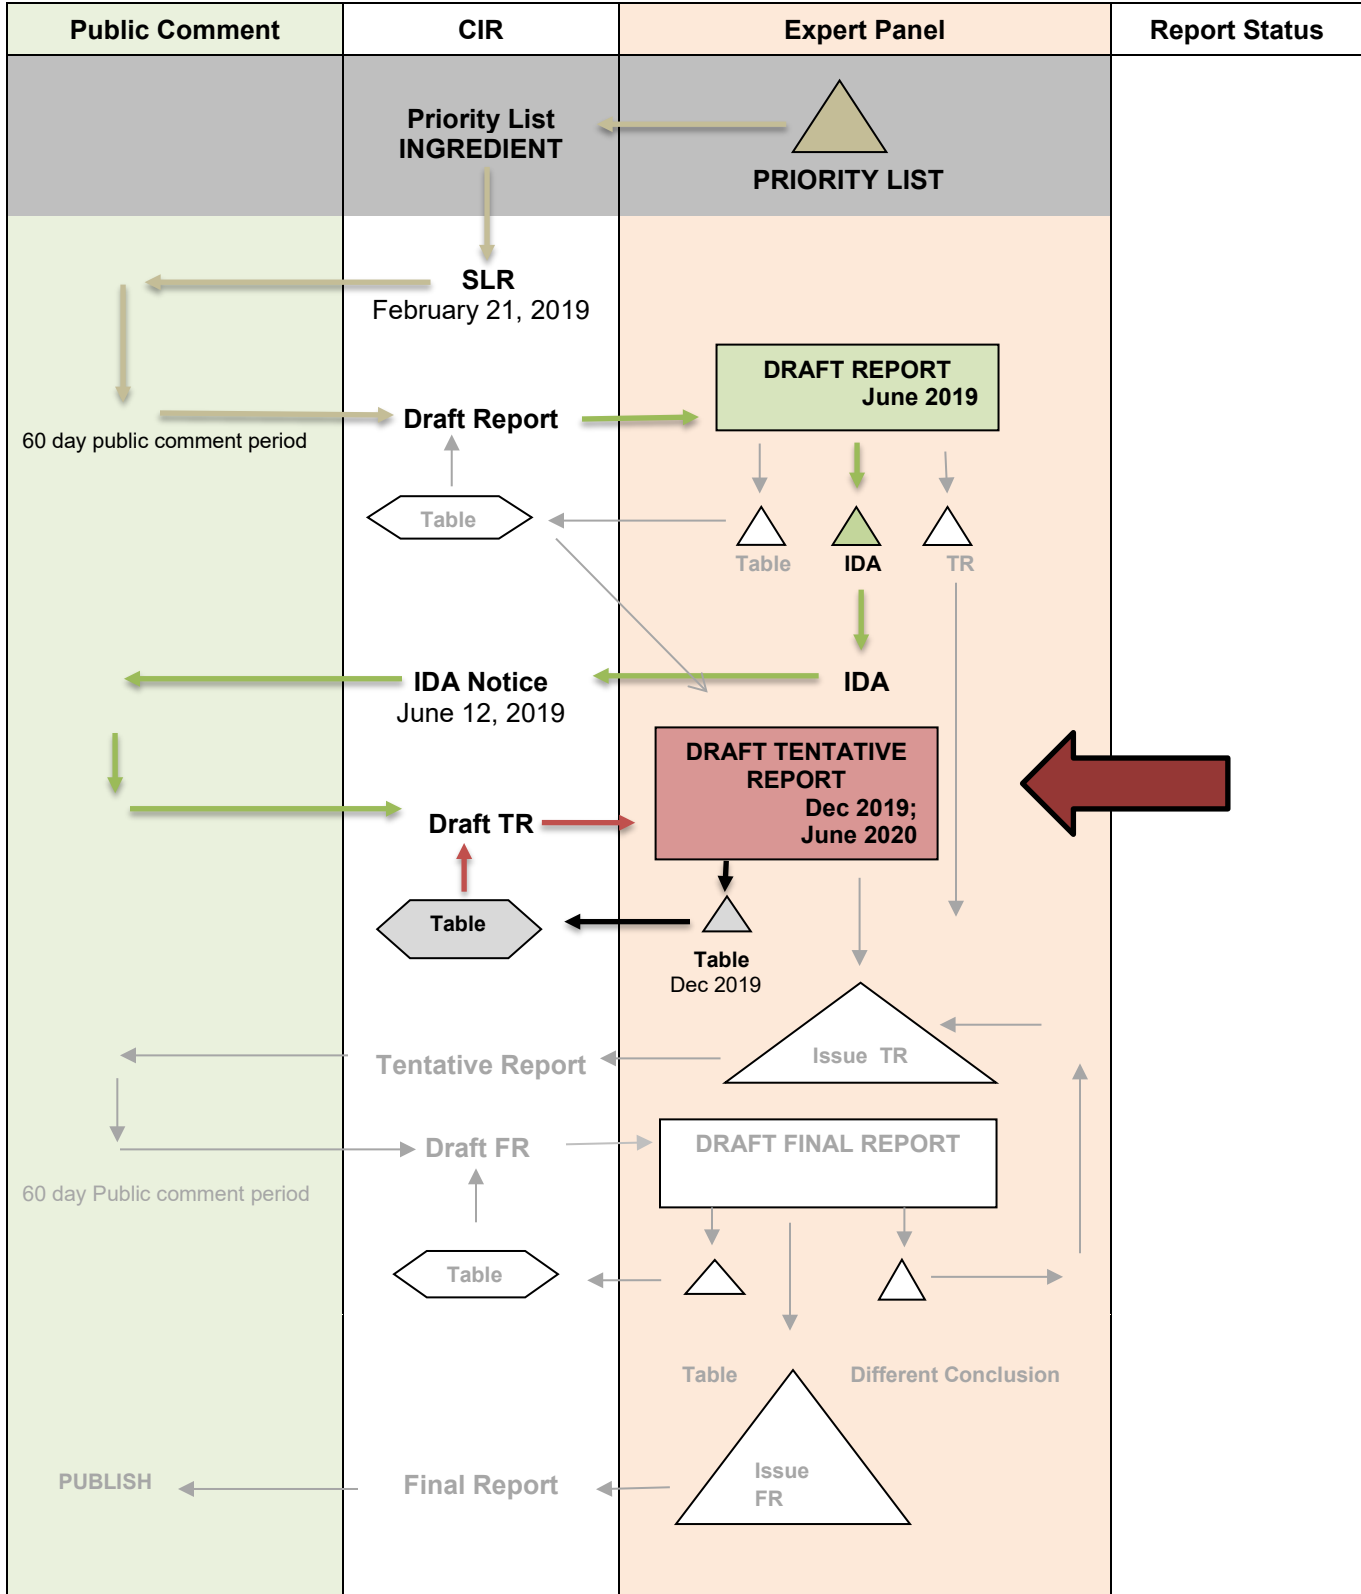 Public Comment
CIR
Expert Panel
Report Status
Priority List
INGREDIENT
PRIORITY LIST
SLR
February 21, 2019
DRAFT REPORT
June 2019
60 day public comment period
Draft Report
Table
Table
IDA
TR
IDA Notice
June 12, 2019
IDA
DRAFT TENTATIVE
REPORT
Dec 2019;
June 2020
Draft TR
Table
Table
Dec 2019
Tentative Report
Issue TR
Draft FR
DRAFT FINAL REPORT
60 day Public comment period
Table
Table
Different Conclusion
PUBLISH
Final Report
Issue
FR